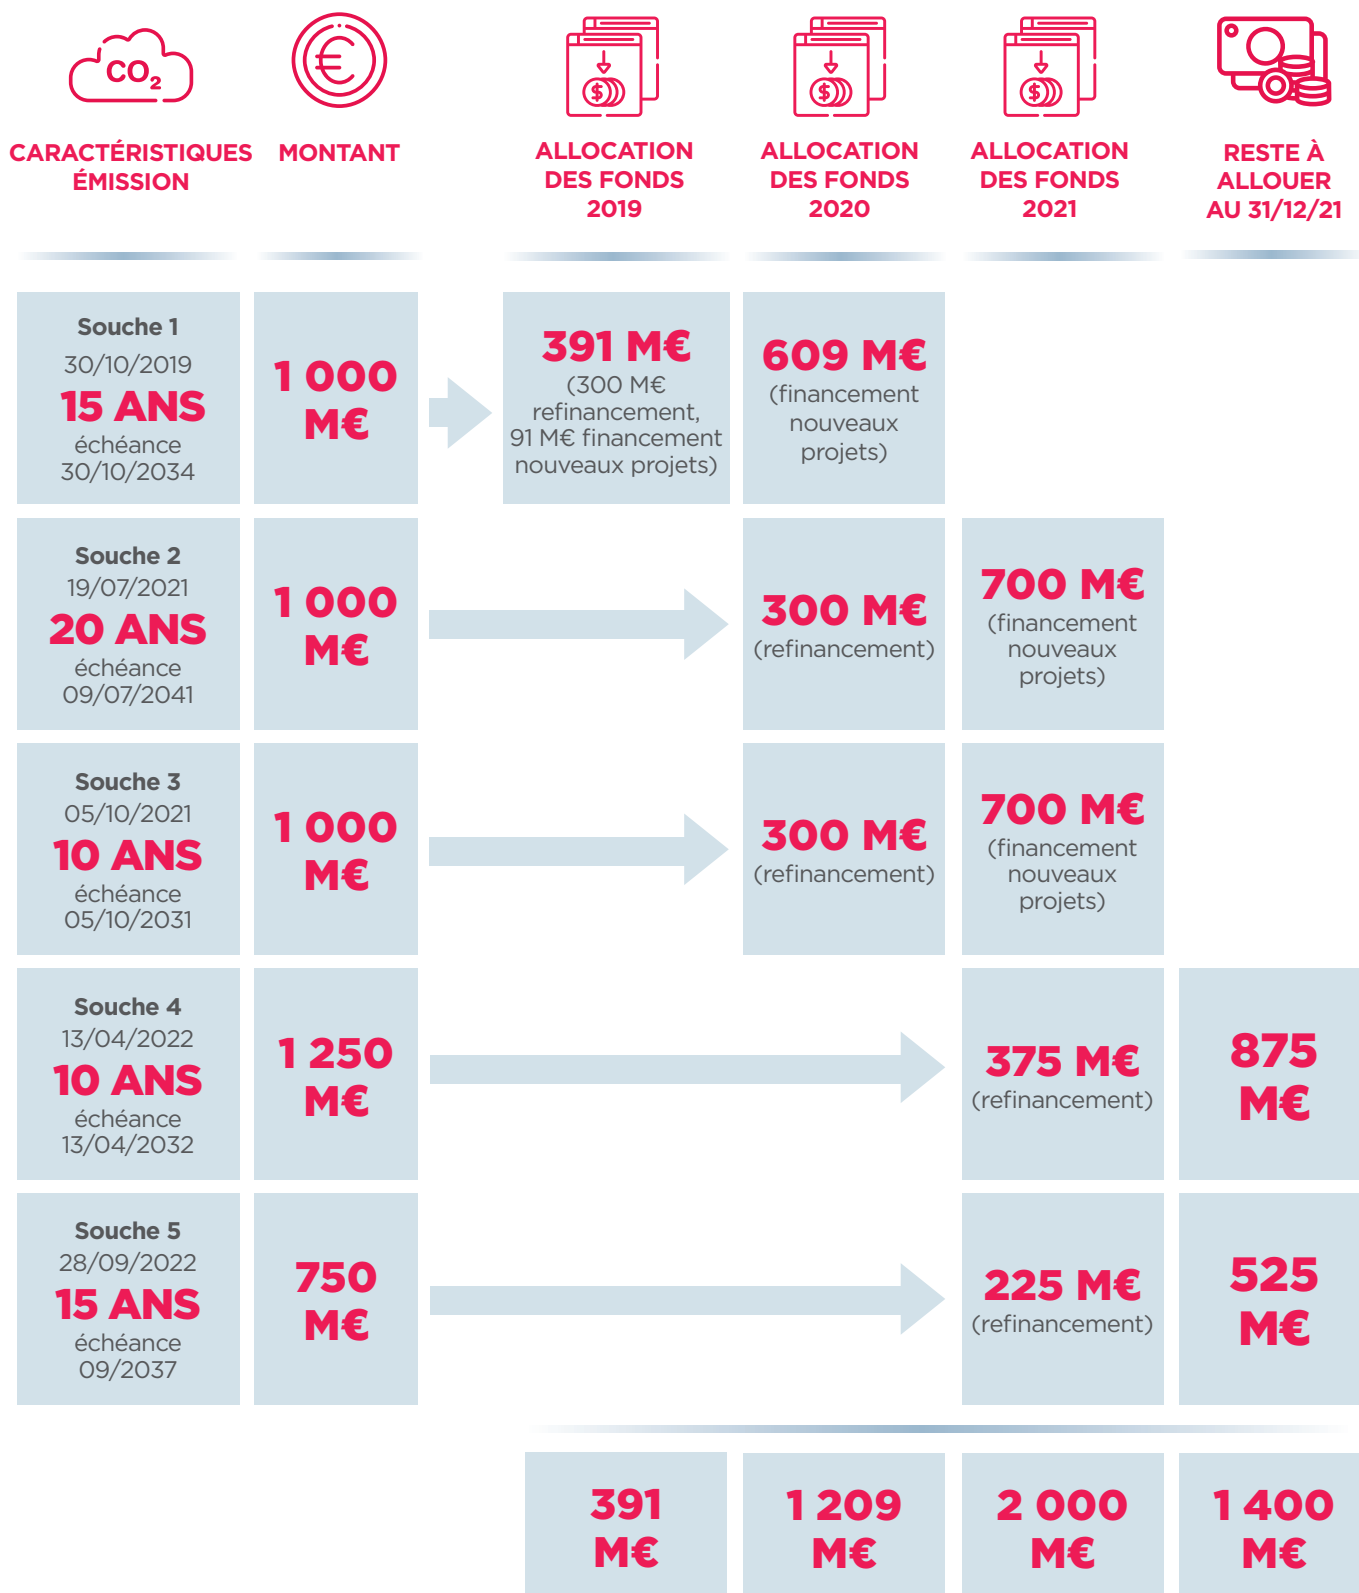 CO₂
€
$
$
$
CARACTÉRISTIQUES
ÉMISSION
MONTANT
ALLOCATION
DES FONDS
2019
ALLOCATION
DES FONDS
2020
ALLOCATION
DES FONDS
2021
RESTE À
ALLOUER
AU 31/12/21
Souche 1
30/10/2019
15 ANS
échéance
30/10/2034
1 000
M€
391 M€
(300 M€
refinancement,
91 M€ financement
nouveaux projets)
609 M€
(financement
nouveaux
projets)
Souche 2
19/07/2021
20 ANS
échéance
09/07/2041
1 000
M€
300 M€
(refinancement)
700 M€
(financement
nouveaux
projets)
Souche 3
05/10/2021
10 ANS
échéance
05/10/2031
1 000
M€
300 M€
(refinancement)
700 M€
(financement
nouveaux
projets)
Souche 4
13/04/2022
10 ANS
échéance
13/04/2032
1 250
M€
375 M€
(refinancement)
875
M€
Souche 5
28/09/2022
15 ANS
échéance
09/2037
750
M€
225 M€
(refinancement)
525
M€
391
M€
1 209
M€
2 000
M€
1 400
M€